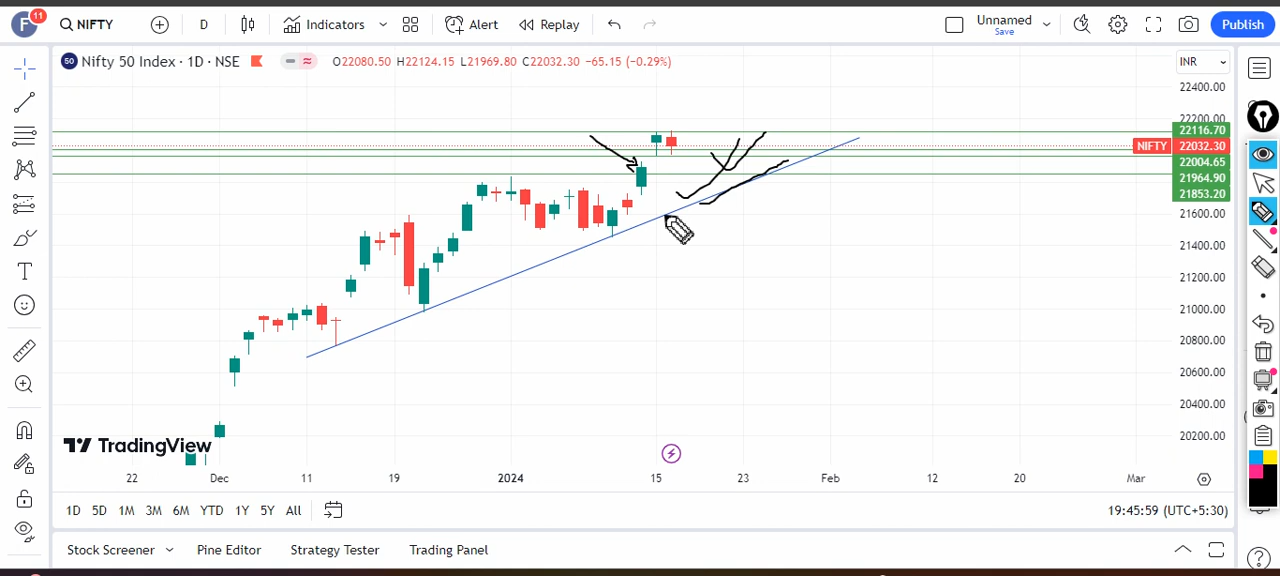 F 11 NIFTY D Indicators Alert Replay Unnamed Save Publish
50 Nifty 50 Index · 1D · NSE O22080.50 H22124.15 L21969.80 C22032.30 −65.15 (−0.29%) INR
22400.00
22200.00
22116.70
NIFTY 22032.30
22004.65
21964.90
21853.20
21600.00
21400.00
21200.00
21000.00
20800.00
20600.00
20400.00
20200.00
TradingView
22 Dec 11 19 2024 15 23 Feb 12 20 Mar
1D 5D 1M 3M 6M YTD 1Y 5Y All 19:45:59 (UTC+5:30)
Stock Screener Pine Editor Strategy Tester Trading Panel